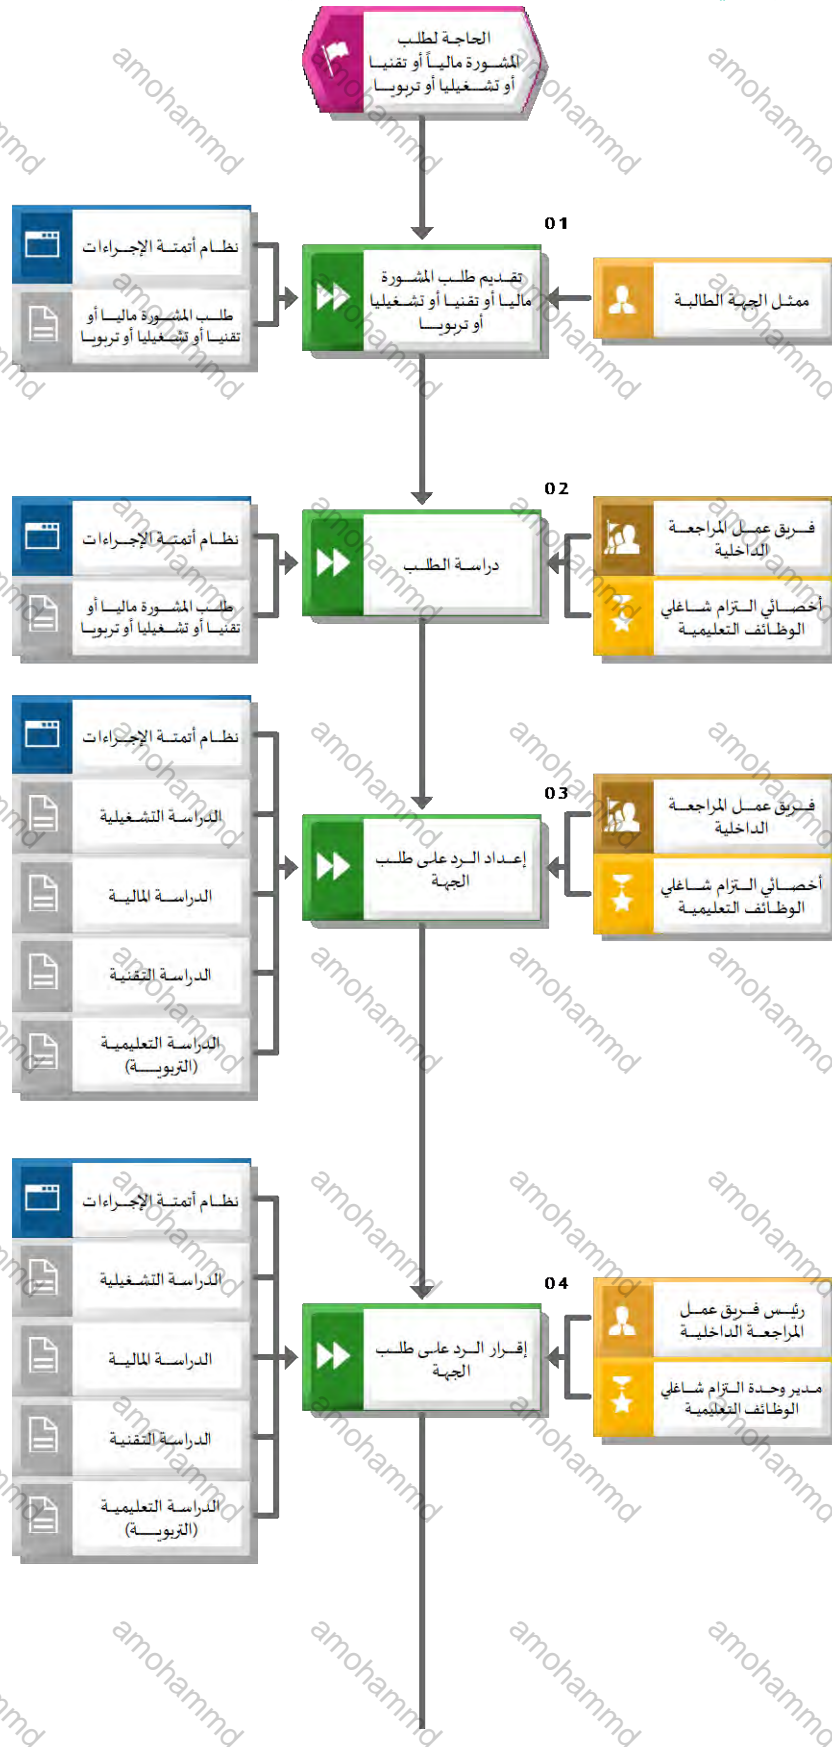 الحاجة لطلب
المشورة مالياً أو تقنيا
أو تشغيليا أو تربويا
01
ممثل الجهة الطالبة
تقديم طلب المشورة
ماليا أو تقنيا أو تشغيليا
أو تربويا
نظام أتمتة الإجراءات
طلب المشورة ماليا أو
تقنيا أو تشغيليا أو تربويا
02
فريق عمل المراجعة
الداخلية
أخصائي التزام شاغلي
الوظائف التعليمية
دراسة الطلب
نظام أتمتة الإجراءات
طلب المشورة ماليا أو
تقنيا أو تشغيليا أو تربويا
03
فريق عمل المراجعة
الداخلية
أخصائي التزام شاغلي
الوظائف التعليمية
إعداد الرد على طلب
الجهة
نظام أتمتة الإجراءات
الدراسة التشغيلية
الدراسة المالية
الدراسة التقنية
الدراسة التعليمية
(التربوية)
04
رئيس فريق عمل
المراجعة الداخلية
مدير وحدة التزام شاغلي
الوظائف التعليمية
إقرار الرد على طلب
الجهة
نظام أتمتة الإجراءات
الدراسة التشغيلية
الدراسة المالية
الدراسة التقنية
الدراسة التعليمية
(التربوية)
amohammd